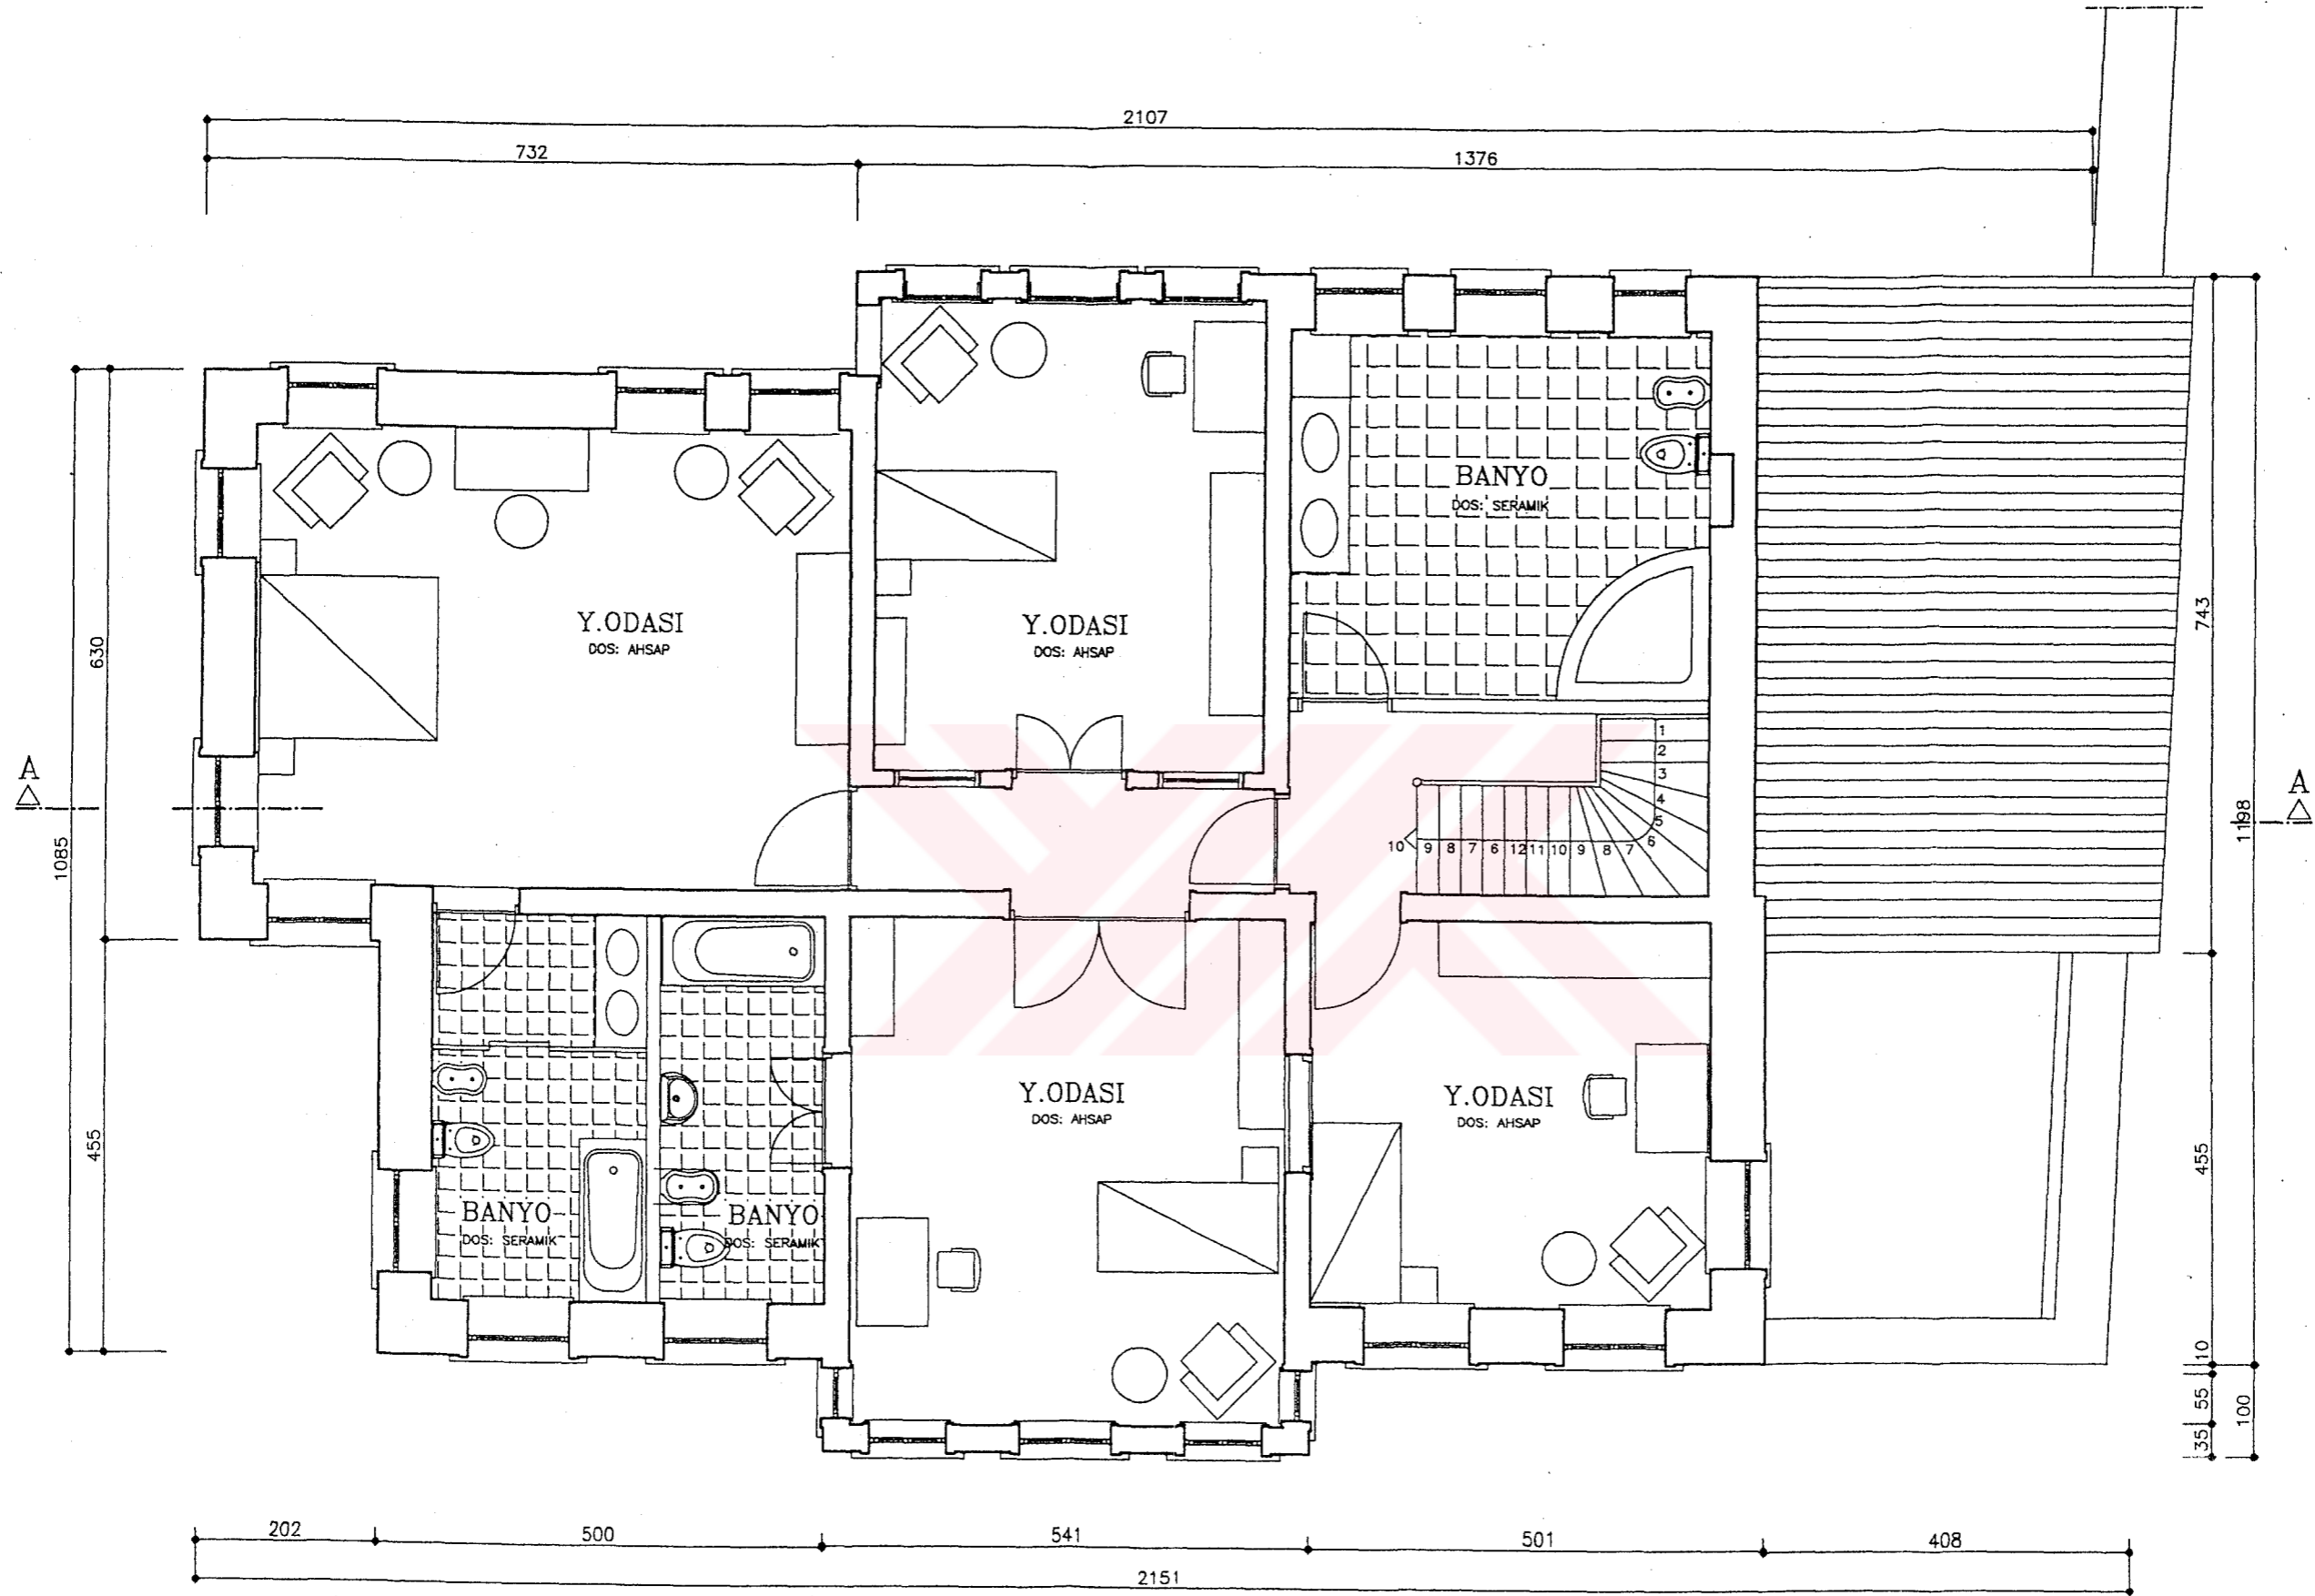 2107
732
1376
BANYO
DOS: SERAMIK
Y.ODASI
DOS: AHSAP
Y.ODASI
DOS: AHSAP
630
743
1
2
3
4
5
6
10 9 8 7 6 12 11 10 9 8 7
A
A
1085
1198
455
455
Y.ODASI
DOS: AHSAP
Y.ODASI
DOS: AHSAP
BANYO
DOS: SERAMIK
BANYO
DOS: SERAMIK
10
55
35
100
202
500
541
501
408
2151